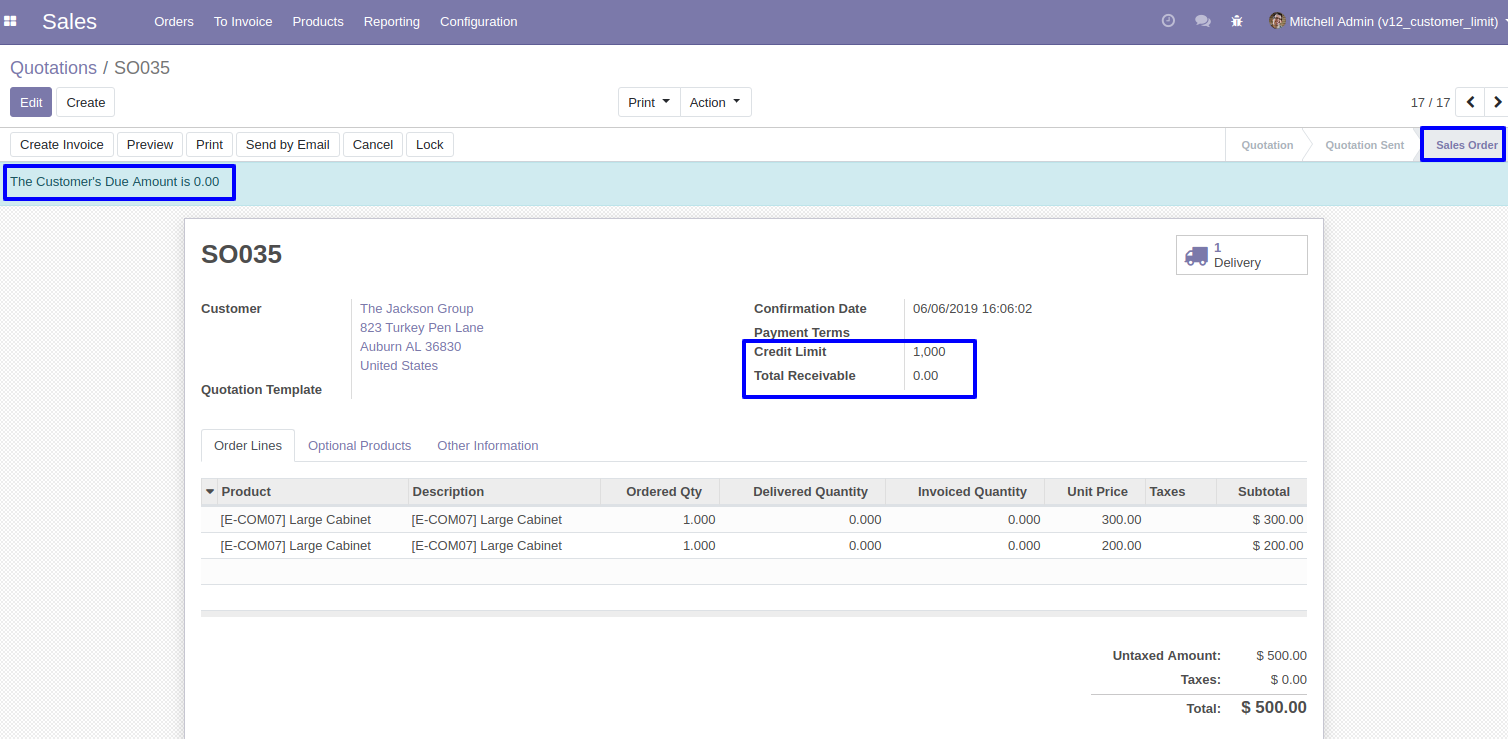 Sales Orders To Invoice Products Reporting Configuration Mitchell Admin (v12_customer_limit)
Quotations / SO035
Edit Create Print Action 17 / 17
Create Invoice Preview Print Send by Email Cancel Lock Quotation Quotation Sent Sales Order
The Customer's Due Amount is 0.00
SO035
1
Delivery
Customer The Jackson Group
823 Turkey Pen Lane
Auburn AL 36830
United States
Quotation Template
Confirmation Date 06/06/2019 16:06:02
Payment Terms
Credit Limit 1,000
Total Receivable 0.00
Order Lines Optional Products Other Information
Product Description Ordered Qty Delivered Quantity Invoiced Quantity Unit Price Taxes Subtotal
[E-COM07] Large Cabinet [E-COM07] Large Cabinet 1.000 0.000 0.000 300.00 $ 300.00
[E-COM07] Large Cabinet [E-COM07] Large Cabinet 1.000 0.000 0.000 200.00 $ 200.00
Untaxed Amount: $ 500.00
Taxes: $ 0.00
Total: $ 500.00